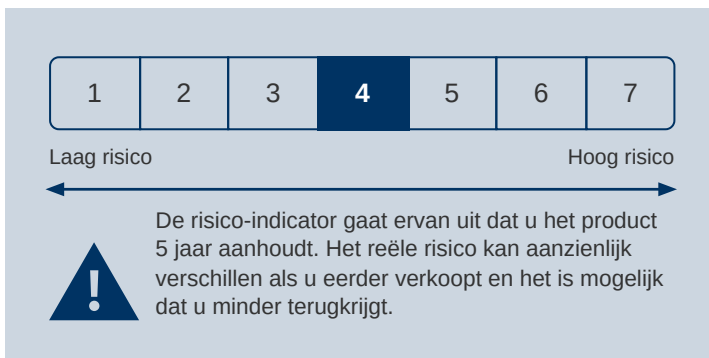 1 2 3 4 5 6 7
Laag risico Hoog risico
De risico-indicator gaat ervan uit dat u het product
5 jaar aanhoudt. Het reële risico kan aanzienlijk
verschillen als u eerder verkoopt en het is mogelijk
dat u minder terugkrijgt.
!